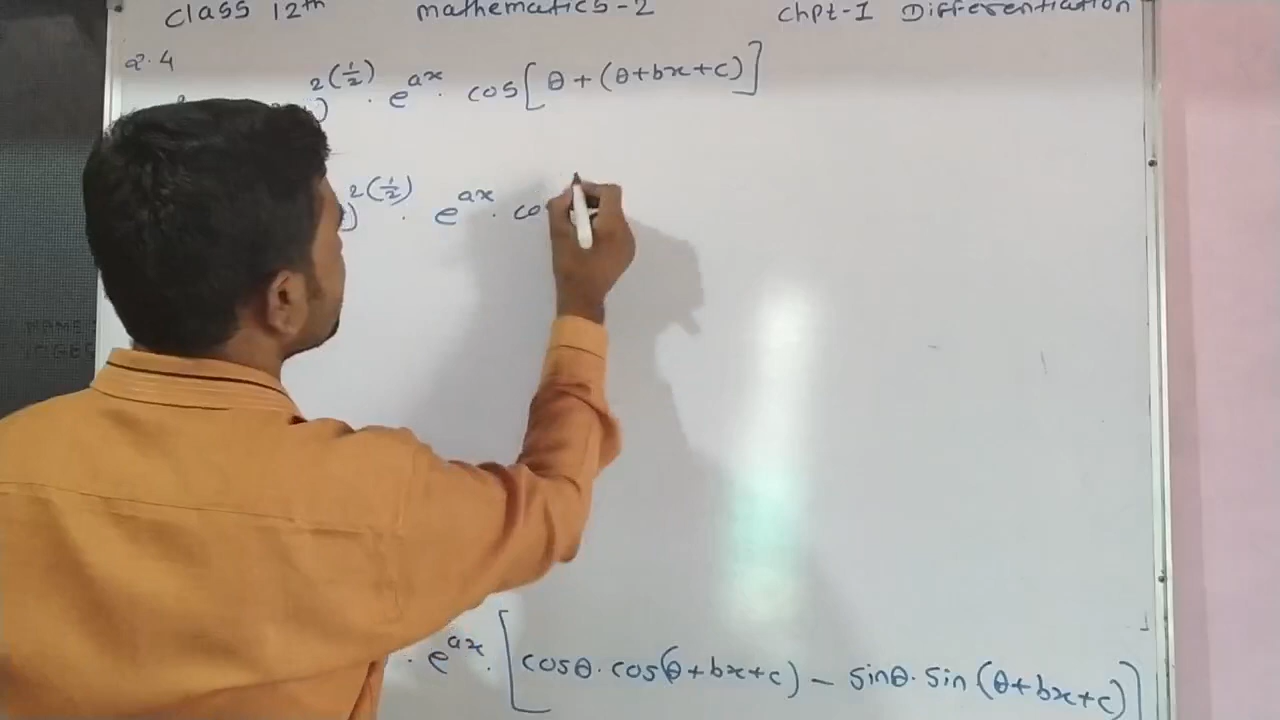 Class 12th mathematics-2 Chpt-1 Differentiation
Q.4
)^2(1/2) . e^ax . cos[θ+(θ+bx+c)]
)^2(1/2) . e^ax . co
. e^ax . [cosθ.cos(θ+bx+c) – sinθ.sin(θ+bx+c)]